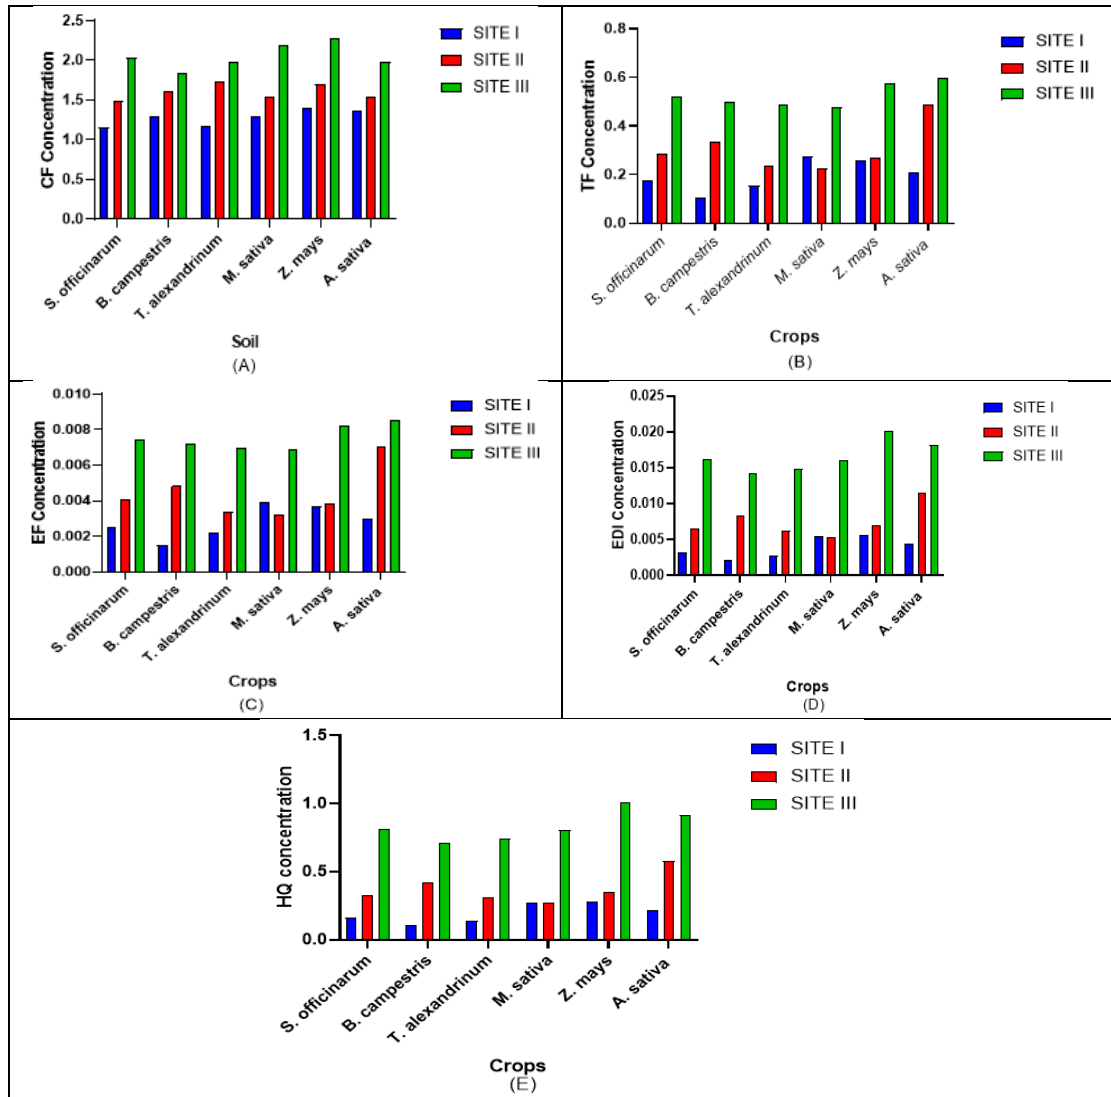 2.5
2.0
1.5
1.0
0.5
0.0
CF Concentration
S. officinarum
B. campestris
T. alexandrinum
M. sativa
Z. mays
A. sativa
Soil
(A)
SITE I
SITE II
SITE III
0.8
0.6
0.4
0.2
0.0
TF Concentration
S. officinarum
B. campestris
T. alexandrinum
M. sativa
Z. mays
A. sativa
Crops
(B)
SITE I
SITE II
SITE III
0.010
0.008
0.006
0.004
0.002
0.000
EF Concentration
S. officinarum
B. campestris
T. alexandrinum
M. sativa
Z. mays
A. sativa
Crops
(C)
SITE I
SITE II
SITE III
0.025
0.020
0.015
0.010
0.005
0.000
EDI Concentration
S. officinarum
B. campestris
T. alexandrinum
M. sativa
Z. mays
A. sativa
Crops
(D)
SITE I
SITE II
SITE III
1.5
1.0
0.5
0.0
HQ concentration
S. officinarum
B. campestris
T. alexandrinum
M. sativa
Z. mays
A. sativa
Crops
(E)
SITE I
SITE II
SITE III